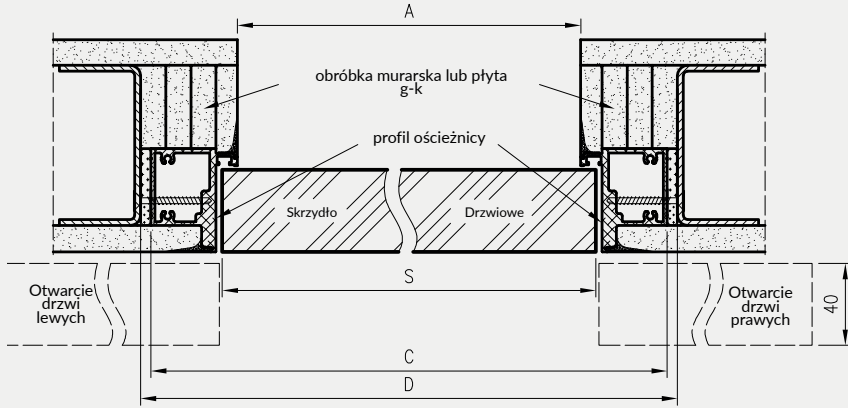 A
obróbka murarska lub płyta
g-k
profil ościeżnicy
Skrzydło
Drzwiowe
Otwarcie
drzwi
lewych
S
Otwarcie
drzwi
prawych
40
C
D